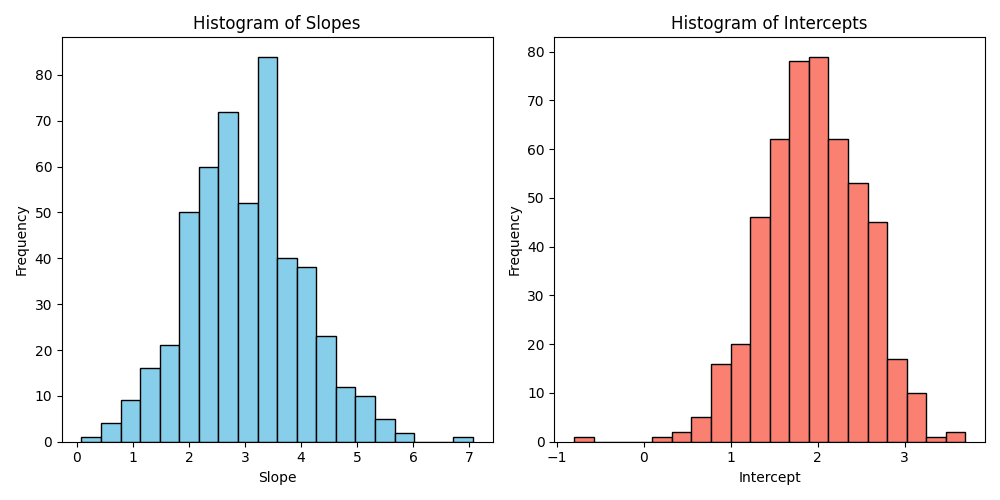 Histogram of Slopes
Frequency
80
70
60
50
40
30
20
10
0
0 1 2 3 4 5 6 7
Slope
Histogram of Intercepts
Frequency
80
70
60
50
40
30
20
10
0
−1 0 1 2 3
Intercept